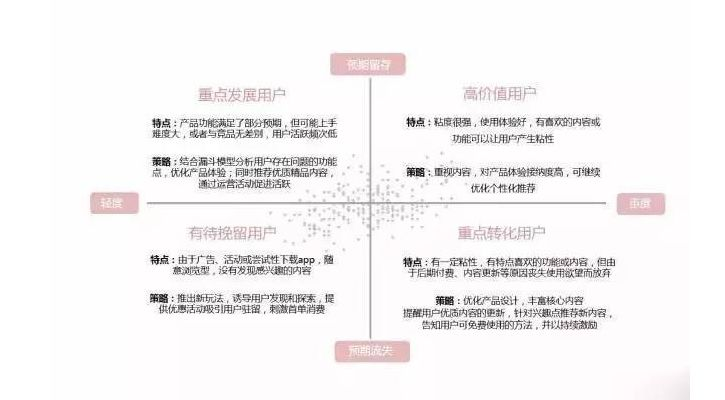 预期留存
重点发展用户
特点：产品功能满足了部分预期，但可能上手
难度大，或者与竞品无差别，用户活跃频次低
策略：结合漏斗模型分析用户存在问题的功能
点，优化产品体验；同时推荐优质精品内容，
通过运营活动促进活跃
高价值用户
特点：粘度很强，使用体验好，有喜欢的内容或
功能可以让用户产生粘性
策略：重视内容，对产品体验接纳度高，可继续
优化个性化推荐
轻度
重度
有待挽留用户
特点：由于广告、活动或尝试性下载app，随
意浏览型，没有发现感兴趣的内容
策略：推出新玩法，诱导用户发现和探索，提
供优惠活动吸引用户驻留，刺激首单消费
重点转化用户
特点：有一定粘性，有特点喜欢的功能或内容，但由
于后期付费、内容更新等原因丧失使用欲望而放弃
策略：优化产品设计，丰富核心内容
提醒用户优质内容的更新，针对兴趣点推荐新内容，
告知用户可免费使用的方法，并以持续激励
预期流失